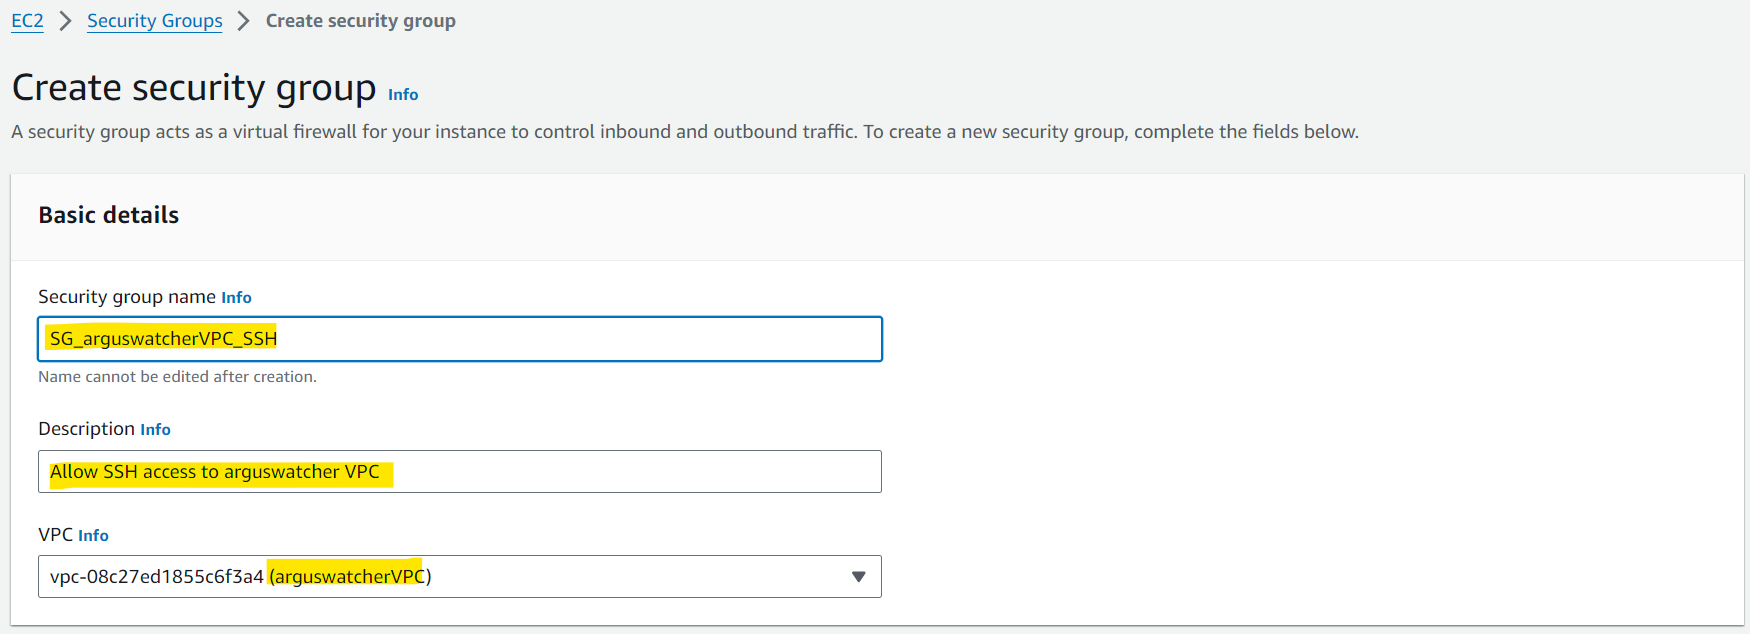 EC2 > Security Groups > Create security group
Create security group Info
A security group acts as a virtual firewall for your instance to control inbound and outbound traffic. To create a new security group, complete the fields below.
Basic details
Security group name Info
SG_arguswatcherVPC_SSH
Name cannot be edited after creation.
Description Info
Allow SSH access to arguswatcher VPC
VPC Info
vpc-08c27ed1855c6f3a4 (arguswatcherVPC)